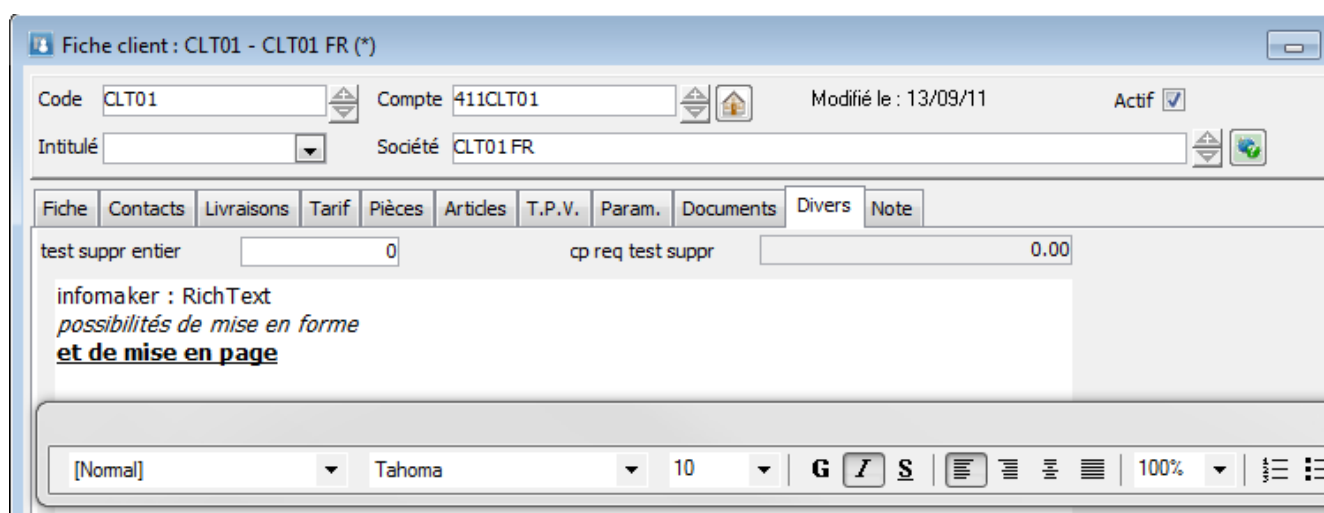 Fiche client : CLT01 - CLT01 FR (*)
Code CLT01 Compte 411CLT01 Modifié le : 13/09/11 Actif
Intitulé Société CLT01 FR
Fiche Contacts Livraisons Tarif Pièces Articles T.P.V. Param. Documents Divers Note
test suppr entier 0 cp req test suppr 0.00
infomaker : RichText
possibilités de mise en forme
et de mise en page
[Normal] Tahoma 10 G I S 100%